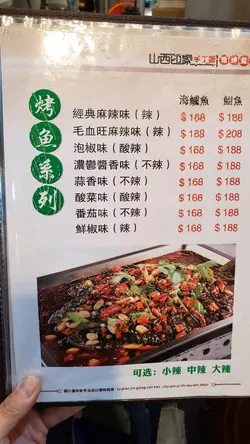 山西刀削
烤鱼系列
海鱸魚 鮰魚
經典麻辣味（辣） $168 $188
毛血旺麻辣味（辣） $188 $208
泡椒味（酸辣） $168 $188
濃鬱醬香味（不辣） $168 $188
蒜香味（不辣） $168 $188
酸菜味（酸辣） $168 $188
番茄味（不辣） $168 $188
鮮椒味（辣） $168 $188
可选：小辣 中辣 大辣